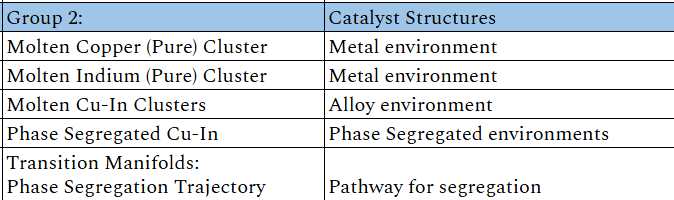 Group 2: Catalyst Structures
Molten Copper (Pure) Cluster Metal environment
Molten Indium (Pure) Cluster Metal environment
Molten Cu-In Clusters Alloy environment
Phase Segregated Cu-In Phase Segregated environments
Transition Manifolds:
Phase Segregation Trajectory Pathway for segregation